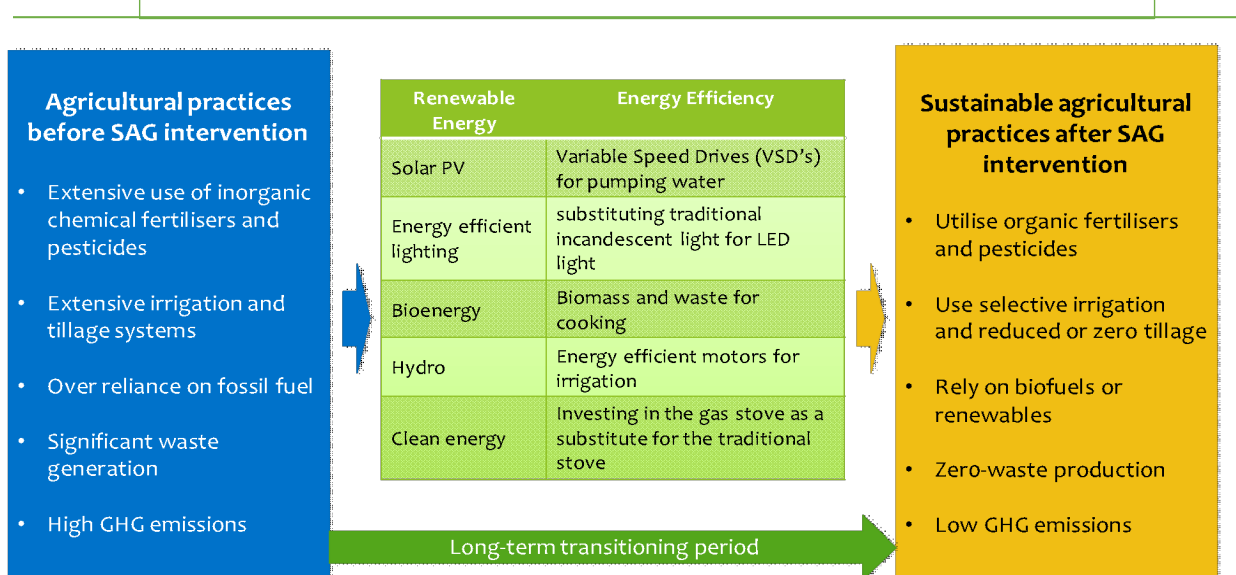 Agricultural practices
before SAG intervention
• Extensive use of inorganic
chemical fertilisers and
pesticides
• Extensive irrigation and
tillage systems
• Over reliance on fossil fuel
• Significant waste
generation
• High GHG emissions
Renewable
Energy
Energy Efficiency
Solar PV
Variable Speed Drives (VSD's)
for pumping water
Energy efficient
lighting
substituting traditional
incandescent light for LED
light
Bioenergy
Biomass and waste for
cooking
Hydro
Energy efficient motors for
irrigation
Clean energy
Investing in the gas stove as a
substitute for the traditional
stove
Long-term transitioning period
Sustainable agricultural
practices after SAG
intervention
• Utilise organic fertilisers
and pesticides
• Use selective irrigation
and reduced or zero tillage
• Rely on biofuels or
renewables
• Zero-waste production
• Low GHG emissions